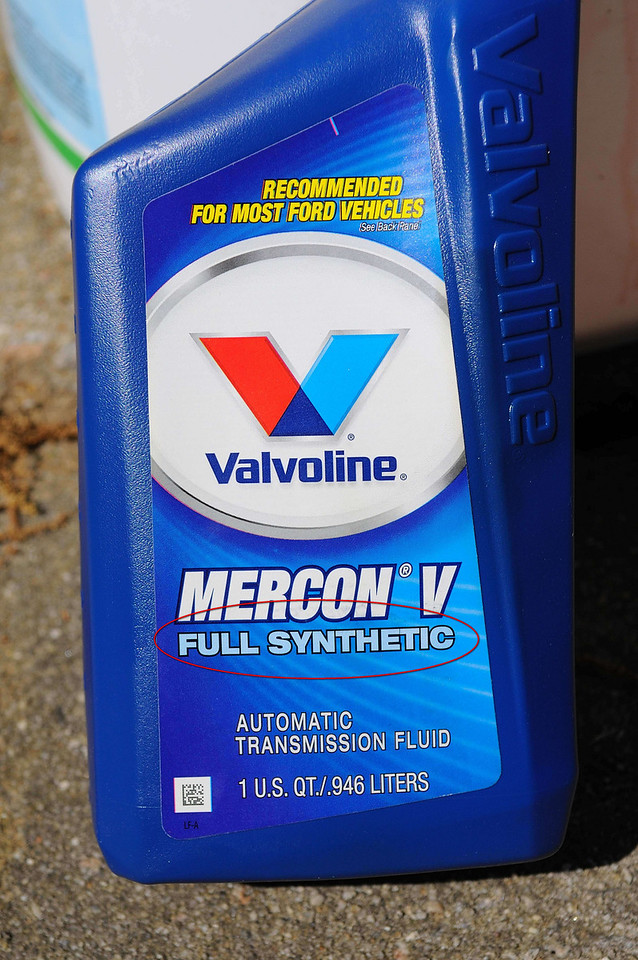 RECOMMENDED
FOR MOST FORD VEHICLES
(See Back Panel)
Valvoline®
MERCON® V
FULL SYNTHETIC
AUTOMATIC
TRANSMISSION FLUID
1 U.S. QT./.946 LITERS
LF-A
Valvoline